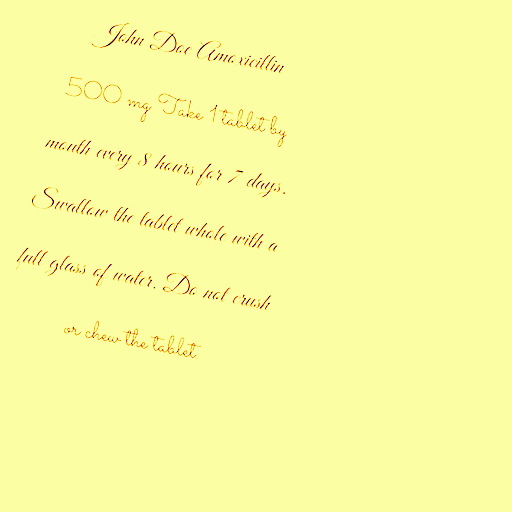 John Doe Amoxicillin
500 mg Take 1 tablet by
mouth every 8 hours for 7 days.
Swallow the tablet whole with a
full glass of water. Do not crush
or chew the tablet.